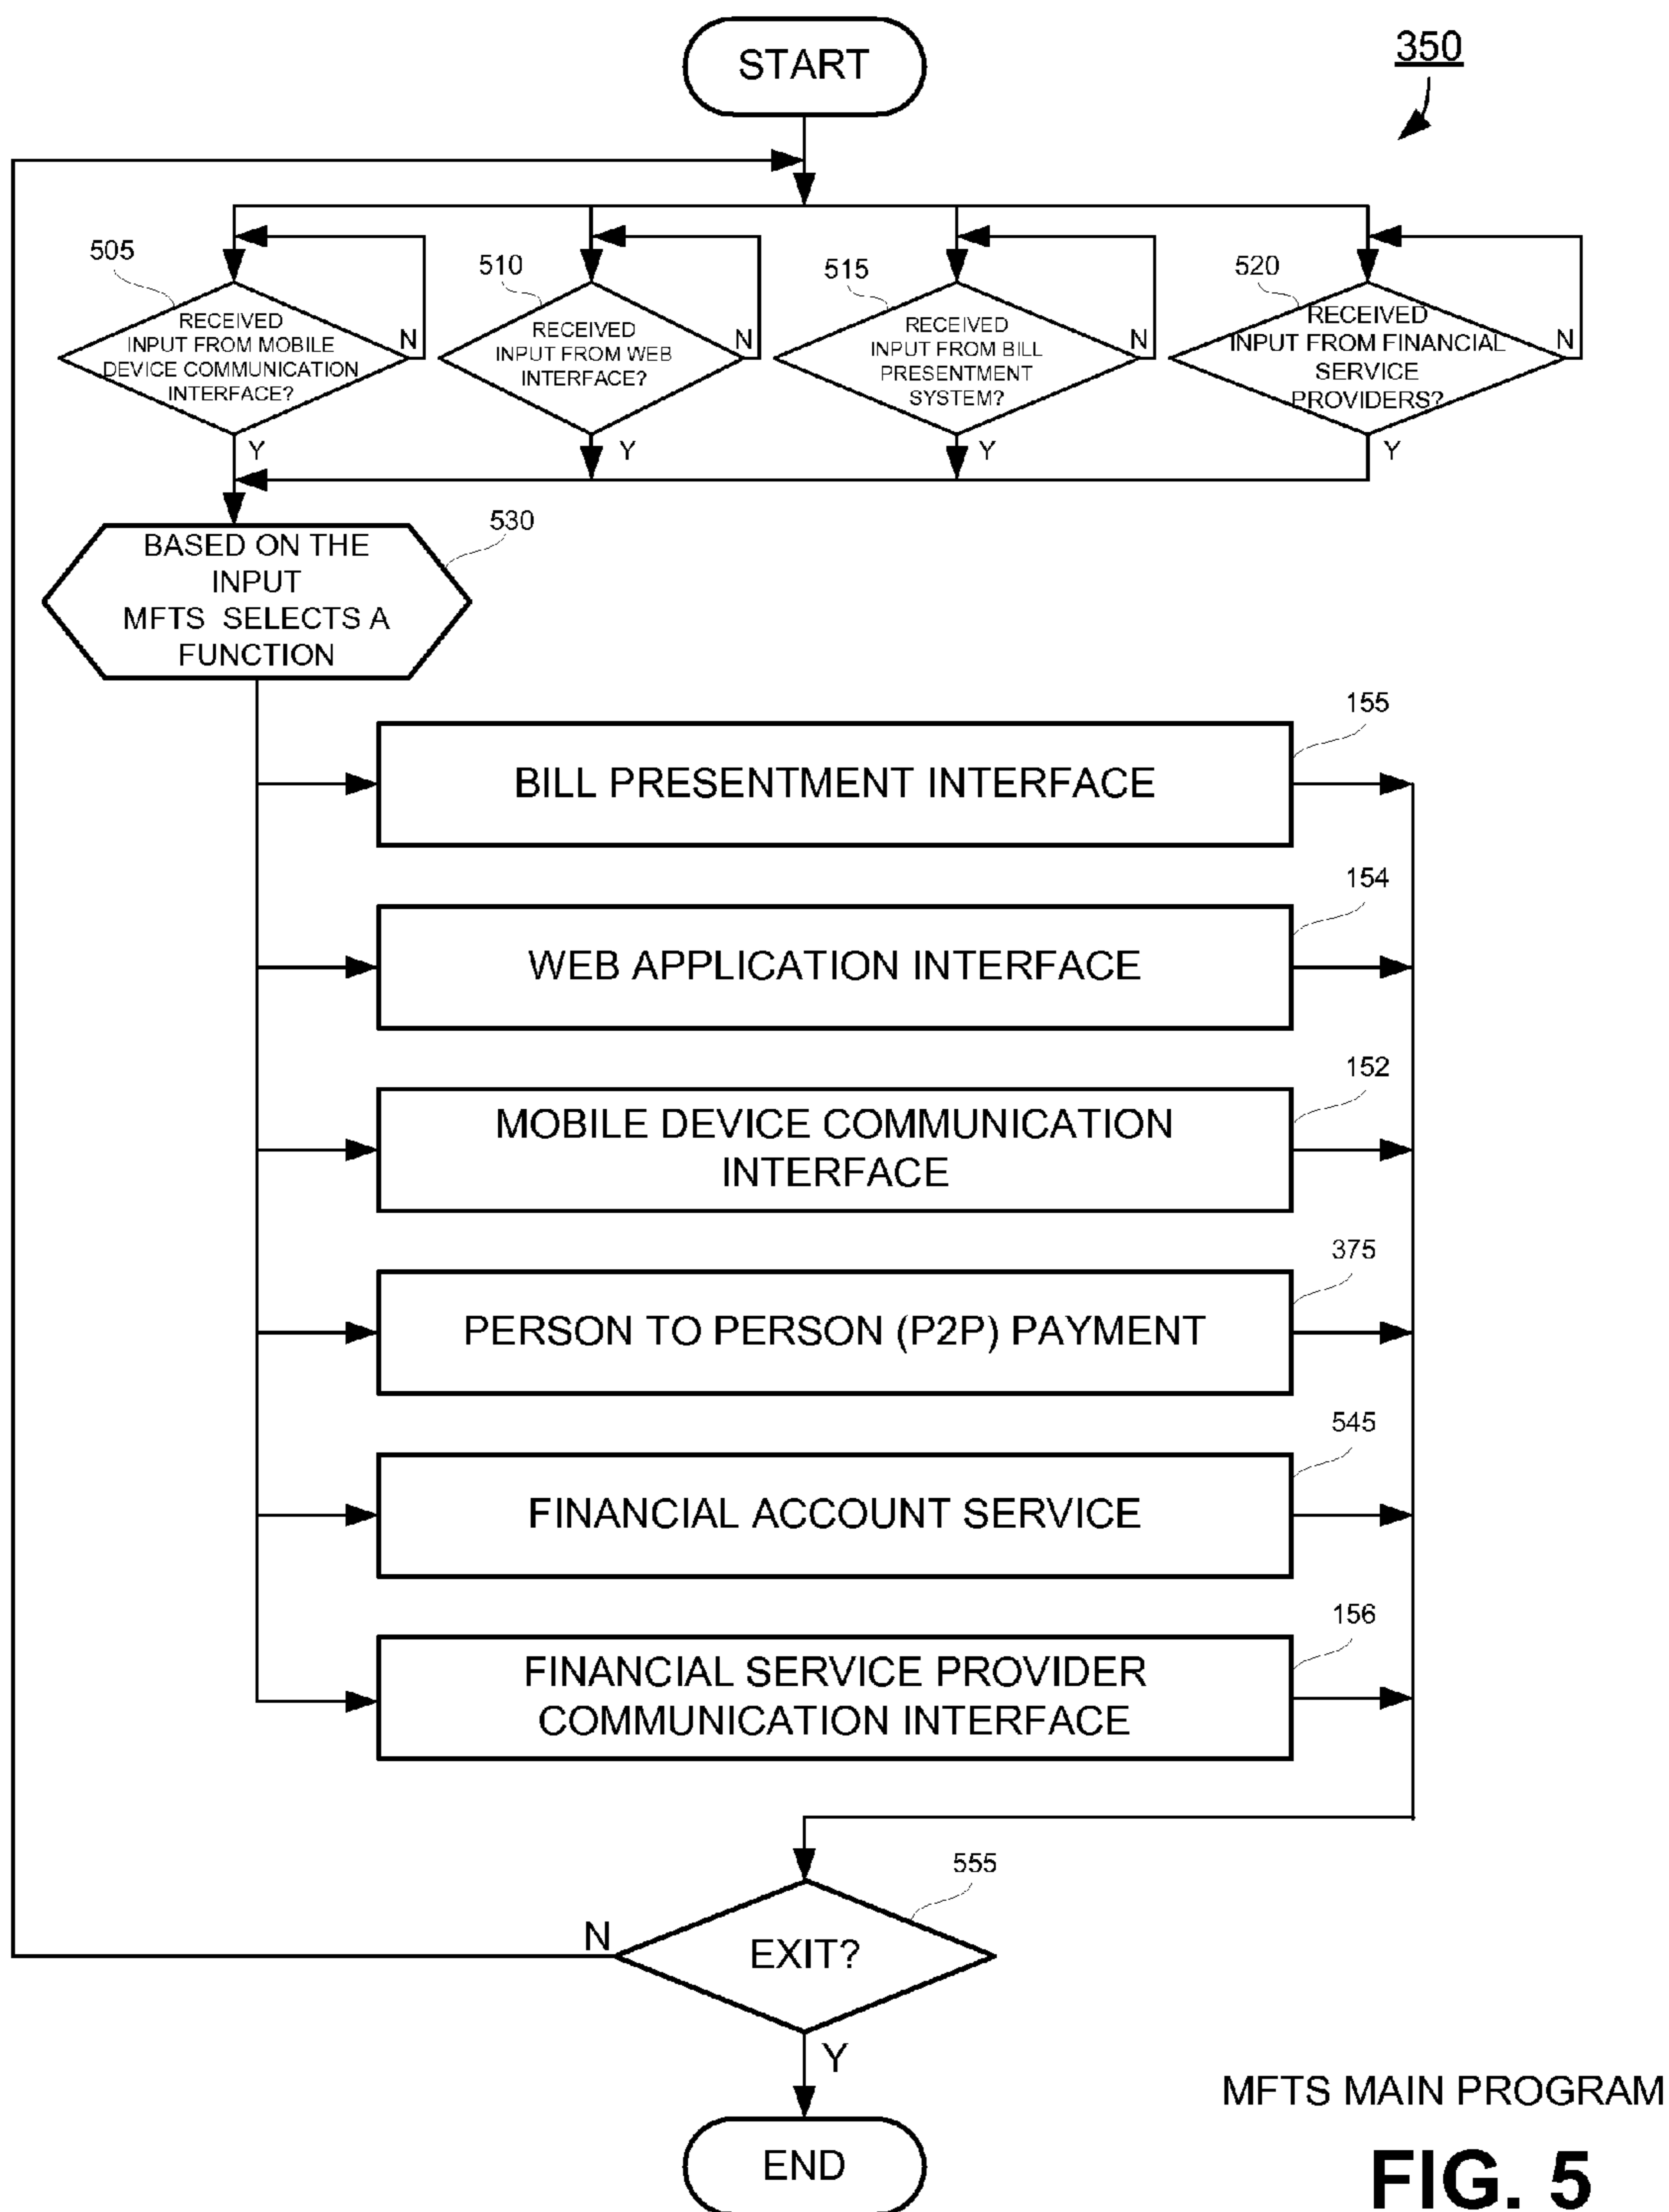 START
350
505
510
515
520
RECEIVED
INPUT FROM MOBILE
DEVICE COMMUNICATION
INTERFACE?
N
RECEIVED
INPUT FROM WEB
INTERFACE?
N
RECEIVED
INPUT FROM BILL
PRESENTMENT
SYSTEM?
N
RECEIVED
INPUT FROM FINANCIAL
SERVICE
PROVIDERS?
N
Y
Y
Y
Y
530
BASED ON THE
INPUT
MFTS SELECTS A
FUNCTION
155
BILL PRESENTMENT INTERFACE
154
WEB APPLICATION INTERFACE
152
MOBILE DEVICE COMMUNICATION
INTERFACE
375
PERSON TO PERSON (P2P) PAYMENT
545
FINANCIAL ACCOUNT SERVICE
156
FINANCIAL SERVICE PROVIDER
COMMUNICATION INTERFACE
555
N
EXIT?
Y
END
MFTS MAIN PROGRAM
FIG. 5